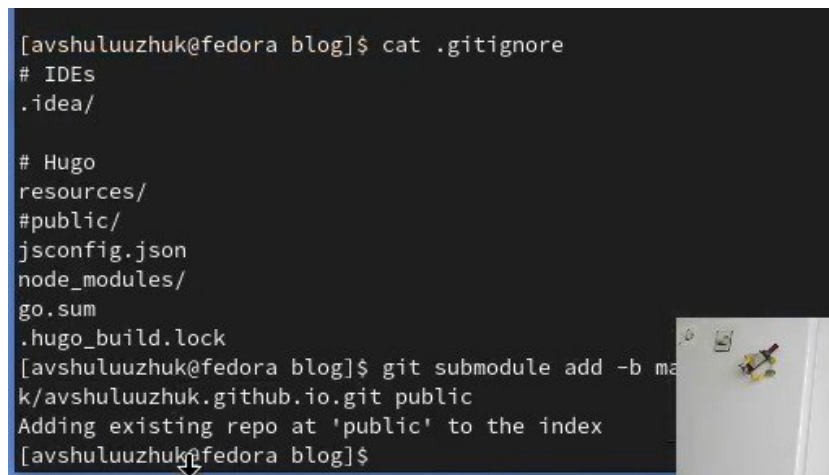 [avshuluuzhuk@fedora blog]$ cat .gitignore
# IDEs
.idea/
# Hugo
resources/
#public/
jsconfig.json
node_modules/
go.sum
.hugo_build.lock
[avshuluuzhuk@fedora blog]$ git submodule add -b ma
k/avshuluuzhuk.github.io.git public
Adding existing repo at 'public' to the index
[avshuluuzhuk@fedora blog]$